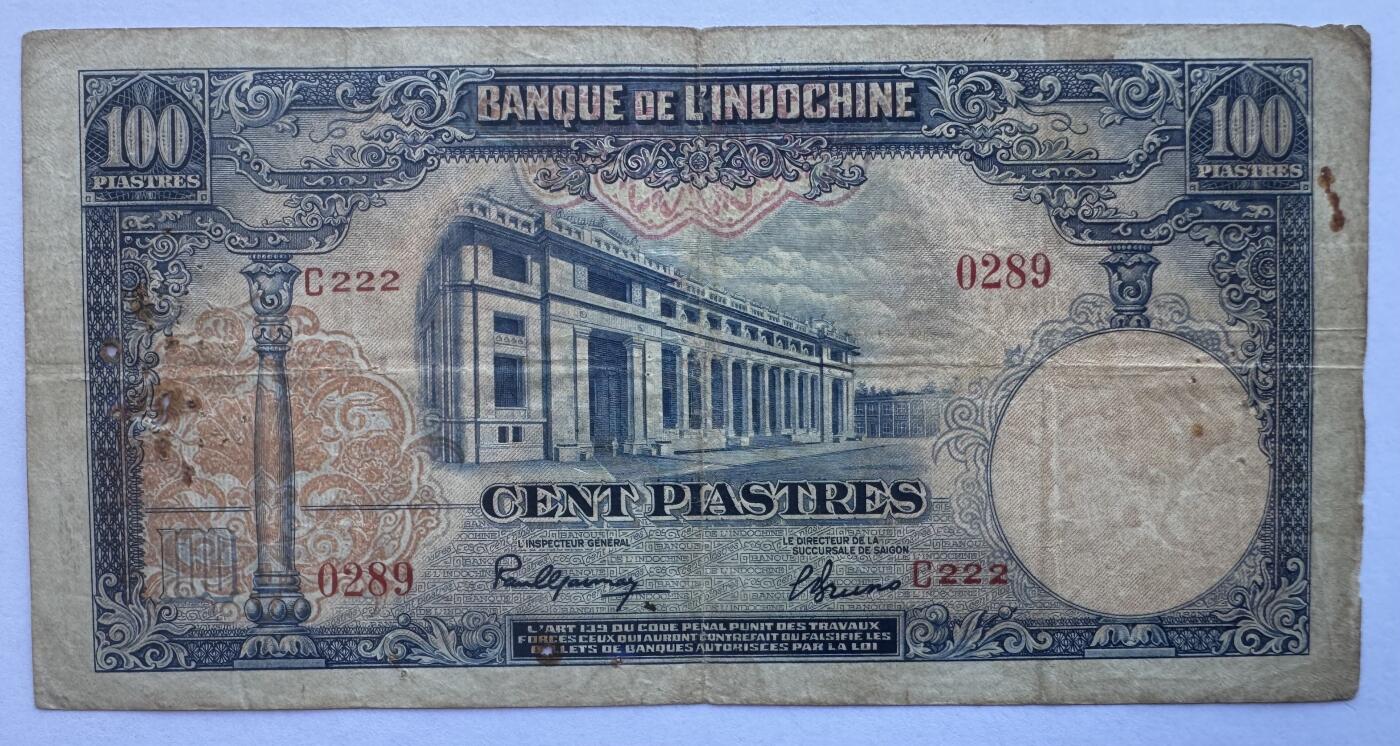 BANQUE DE L'INDOCHINE
100
PIASTRES
100
PIASTRES
C222
0289
CENT PIASTRES
L'INSPECTEUR GÉNÉRAL
LE DIRECTEUR DE LA
SUCCURSALE DE SAIGON
0289
C222
L'ART 139 DU CODE PENAL PUNIT DES TRAVAUX
FORCES CEUX QUI AURONT CONTREFAIT OU FALSIFIE LES
BILLETS DE BANQUES AUTORISEES PAR LA LOI